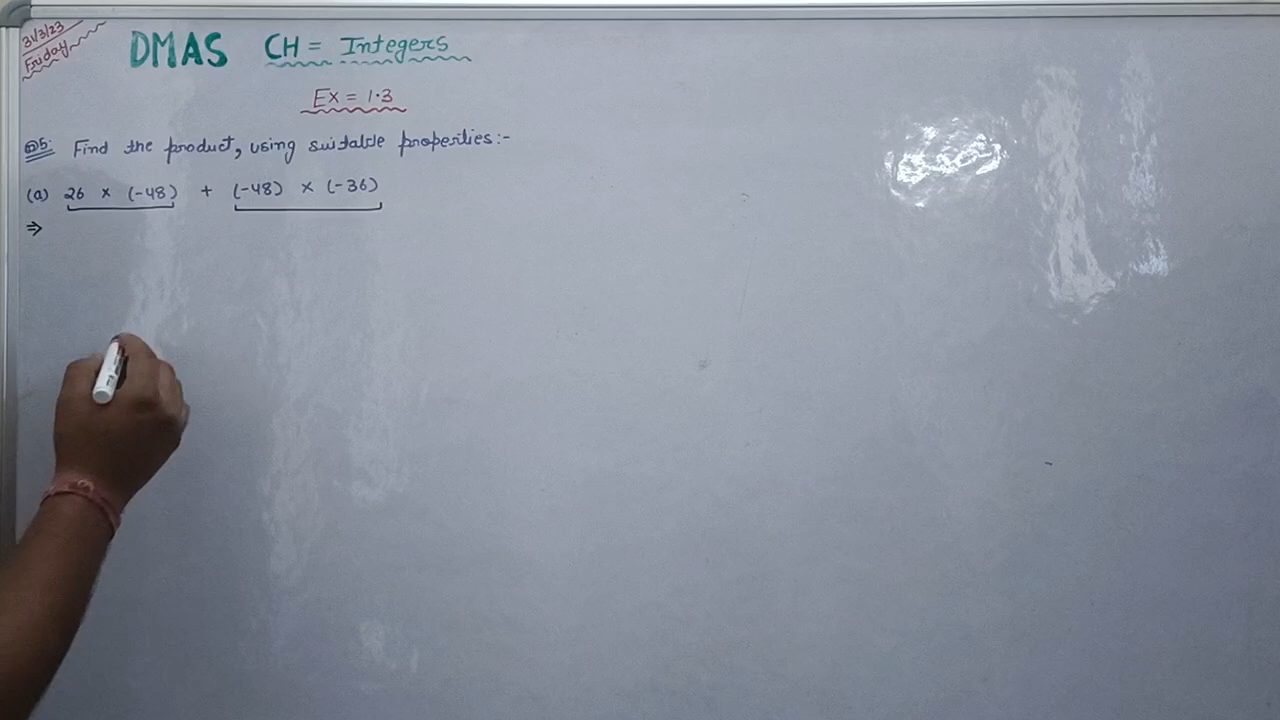 31/3/23
Friday
DMAS CH = Integers
Ex = 1.3
Q5. Find the product, using suitable properties:-
(a) 26 × (-48) + (-48) × (-36)
⇒